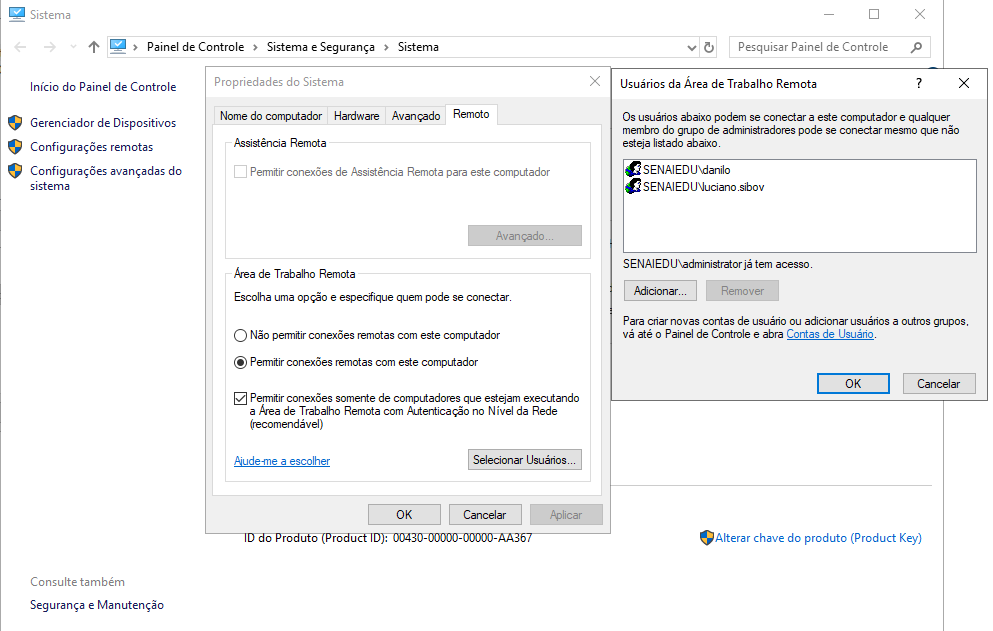 Sistema
Painel de Controle
Sistema e Segurança
Sistema
Pesquisar Painel de Controle
Início do Painel de Controle
Gerenciador de Dispositivos
Configurações remotas
Configurações avançadas do
sistema
Propriedades do Sistema
Nome do computador
Hardware
Avançado
Remoto
Assistência Remota
Permitir conexões de Assistência Remota para este computador
Avançado...
Área de Trabalho Remota
Escolha uma opção e especifique quem pode se conectar.
Não permitir conexões remotas com este computador
Permitir conexões remotas com este computador
Permitir conexões somente de computadores que estejam executando
a Área de Trabalho Remota com Autenticação no Nível da Rede
(recomendável)
Ajude-me a escolher
Selecionar Usuários...
OK
Cancelar
Aplicar
Usuários da Área de Trabalho Remota
?
Os usuários abaixo podem se conectar a este computador e qualquer
membro do grupo de administradores pode se conectar mesmo que não
esteja listado abaixo.
SENAIEDU\danilo
SENAIEDU\luciano.sibov
SENAIEDU\administrator já tem acesso.
Adicionar...
Remover
Para criar novas contas de usuário ou adicionar usuários a outros grupos,
vá até o Painel de Controle e abra Contas de Usuário.
OK
Cancelar
ID do Produto (Product ID): 00430-00000-00000-AA367
Alterar chave do produto (Product Key)
Consulte também
Segurança e Manutenção